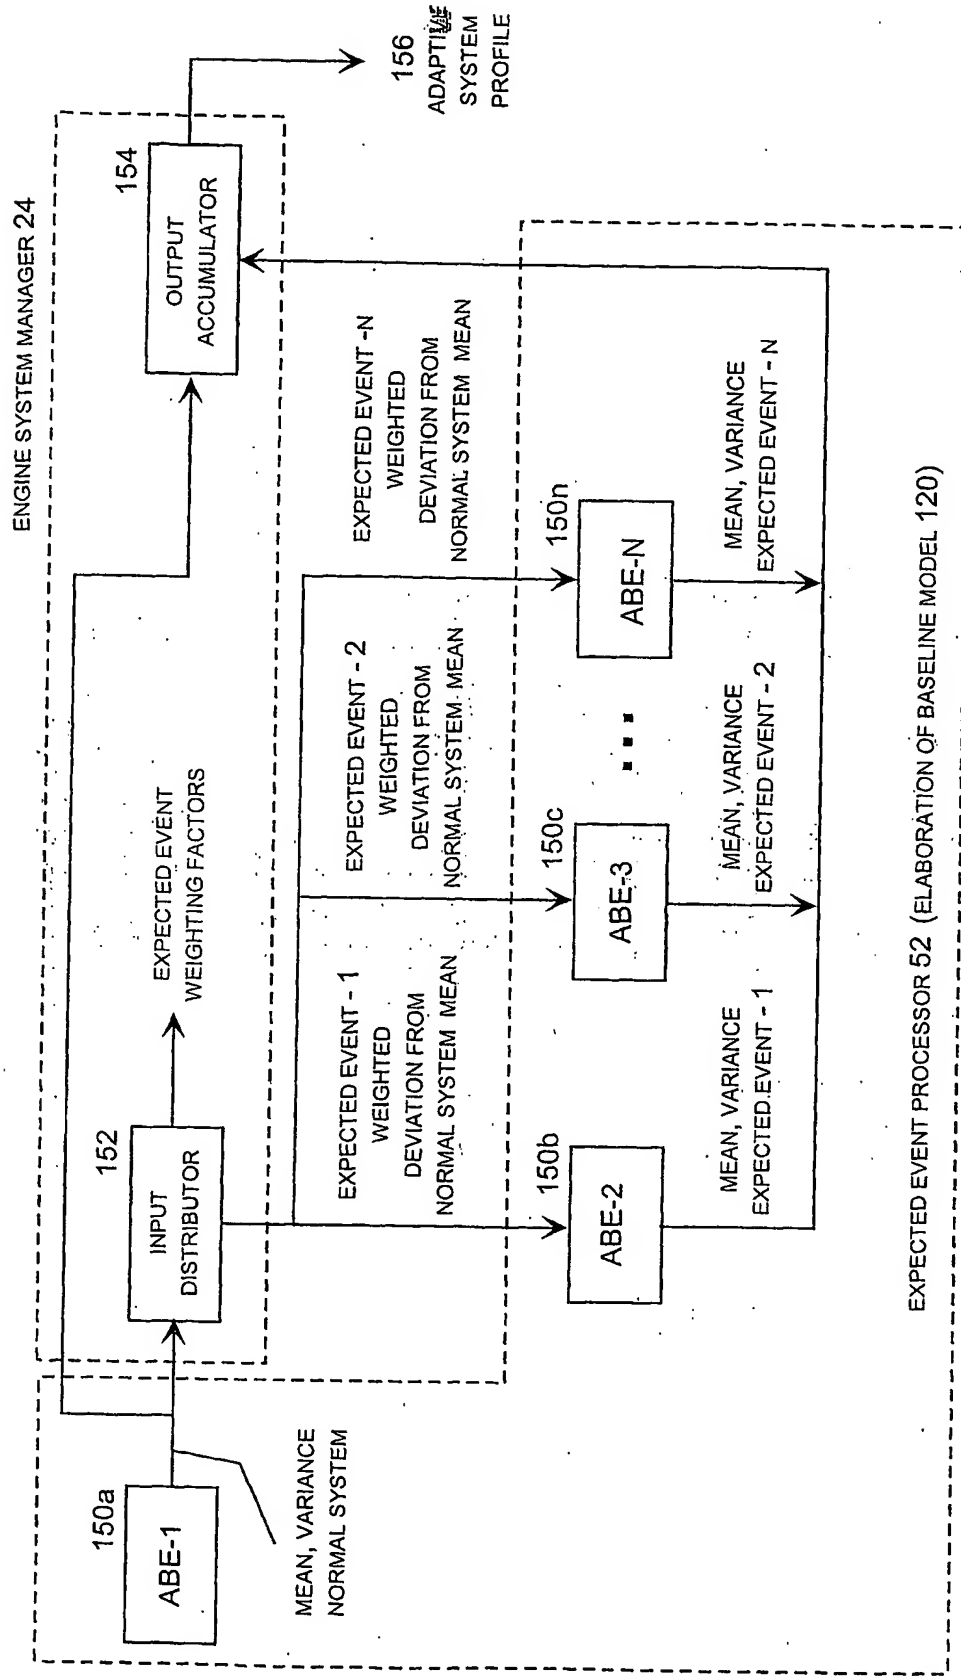 ENGINE SYSTEM MANAGER 24
150a
ABE-1
MEAN, VARIANCE
NORMAL SYSTEM
152
INPUT
DISTRIBUTOR
EXPECTED EVENT
WEIGHTING FACTORS
154
OUTPUT
ACCUMULATOR
156
ADAPTIVE
SYSTEM
PROFILE
EXPECTED EVENT - 1
WEIGHTED
DEVIATION FROM
NORMAL SYSTEM MEAN
EXPECTED EVENT - 2
WEIGHTED
DEVIATION FROM
NORMAL SYSTEM MEAN
EXPECTED EVENT -N
WEIGHTED
DEVIATION FROM
NORMAL SYSTEM MEAN
150b
ABE-2
150c
ABE-3
150n
ABE-N
MEAN, VARIANCE
EXPECTED EVENT - 1
MEAN, VARIANCE
EXPECTED EVENT - 2
MEAN, VARIANCE
EXPECTED EVENT - N
EXPECTED EVENT PROCESSOR 52 (ELABORATION OF BASELINE MODEL 120)